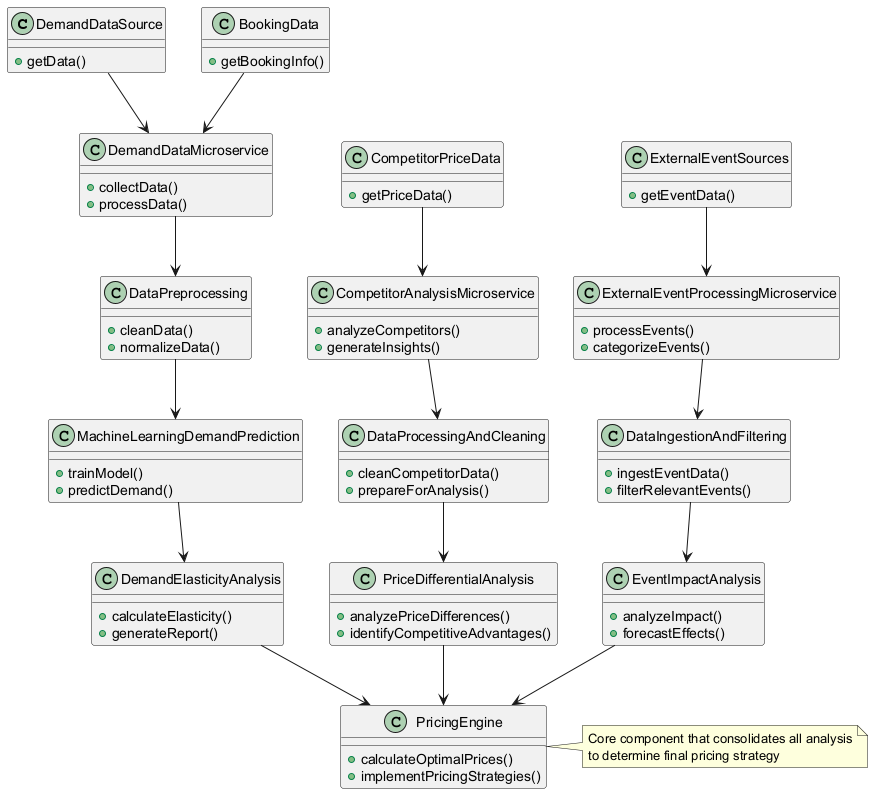 C DemandDataSource
getData()
C BookingData
getBookingInfo()
C DemandDataMicroservice
collectData()
processData()
C CompetitorPriceData
getPriceData()
C ExternalEventSources
getEventData()
C DataPreprocessing
cleanData()
normalizeData()
C CompetitorAnalysisMicroservice
analyzeCompetitors()
generateInsights()
C ExternalEventProcessingMicroservice
processEvents()
categorizeEvents()
C MachineLearningDemandPrediction
trainModel()
predictDemand()
C DataProcessingAndCleaning
cleanCompetitorData()
prepareForAnalysis()
C DataIngestionAndFiltering
ingestEventData()
filterRelevantEvents()
C DemandElasticityAnalysis
calculateElasticity()
generateReport()
C PriceDifferentialAnalysis
analyzePriceDifferences()
identifyCompetitiveAdvantages()
C EventImpactAnalysis
analyzeImpact()
forecastEffects()
C PricingEngine
calculateOptimalPrices()
implementPricingStrategies()
Core component that consolidates all analysis
to determine final pricing strategy